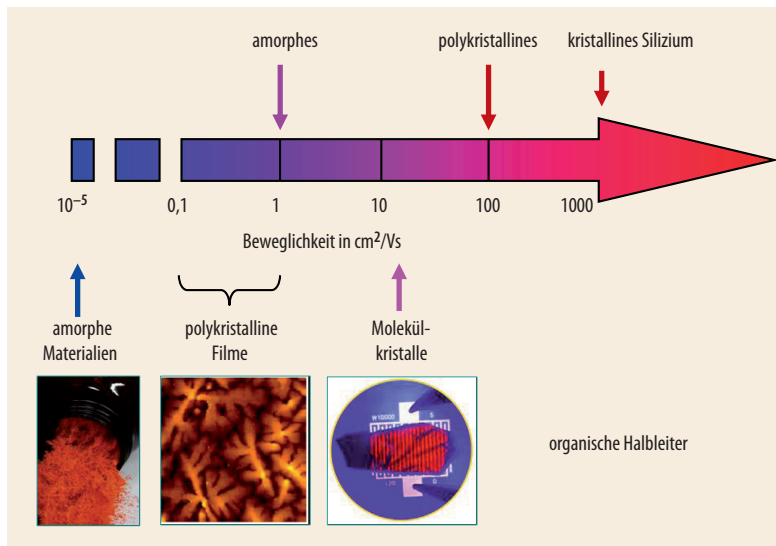 amorphes
polykristallines
kristallines Silizium
10⁻⁵
0,1
1
10
100
1000
Beweglichkeit in cm²/Vs
amorphe
Materialien
polykristalline
Filme
Molekül-
kristalle
W10000
S
D
organische Halbleiter